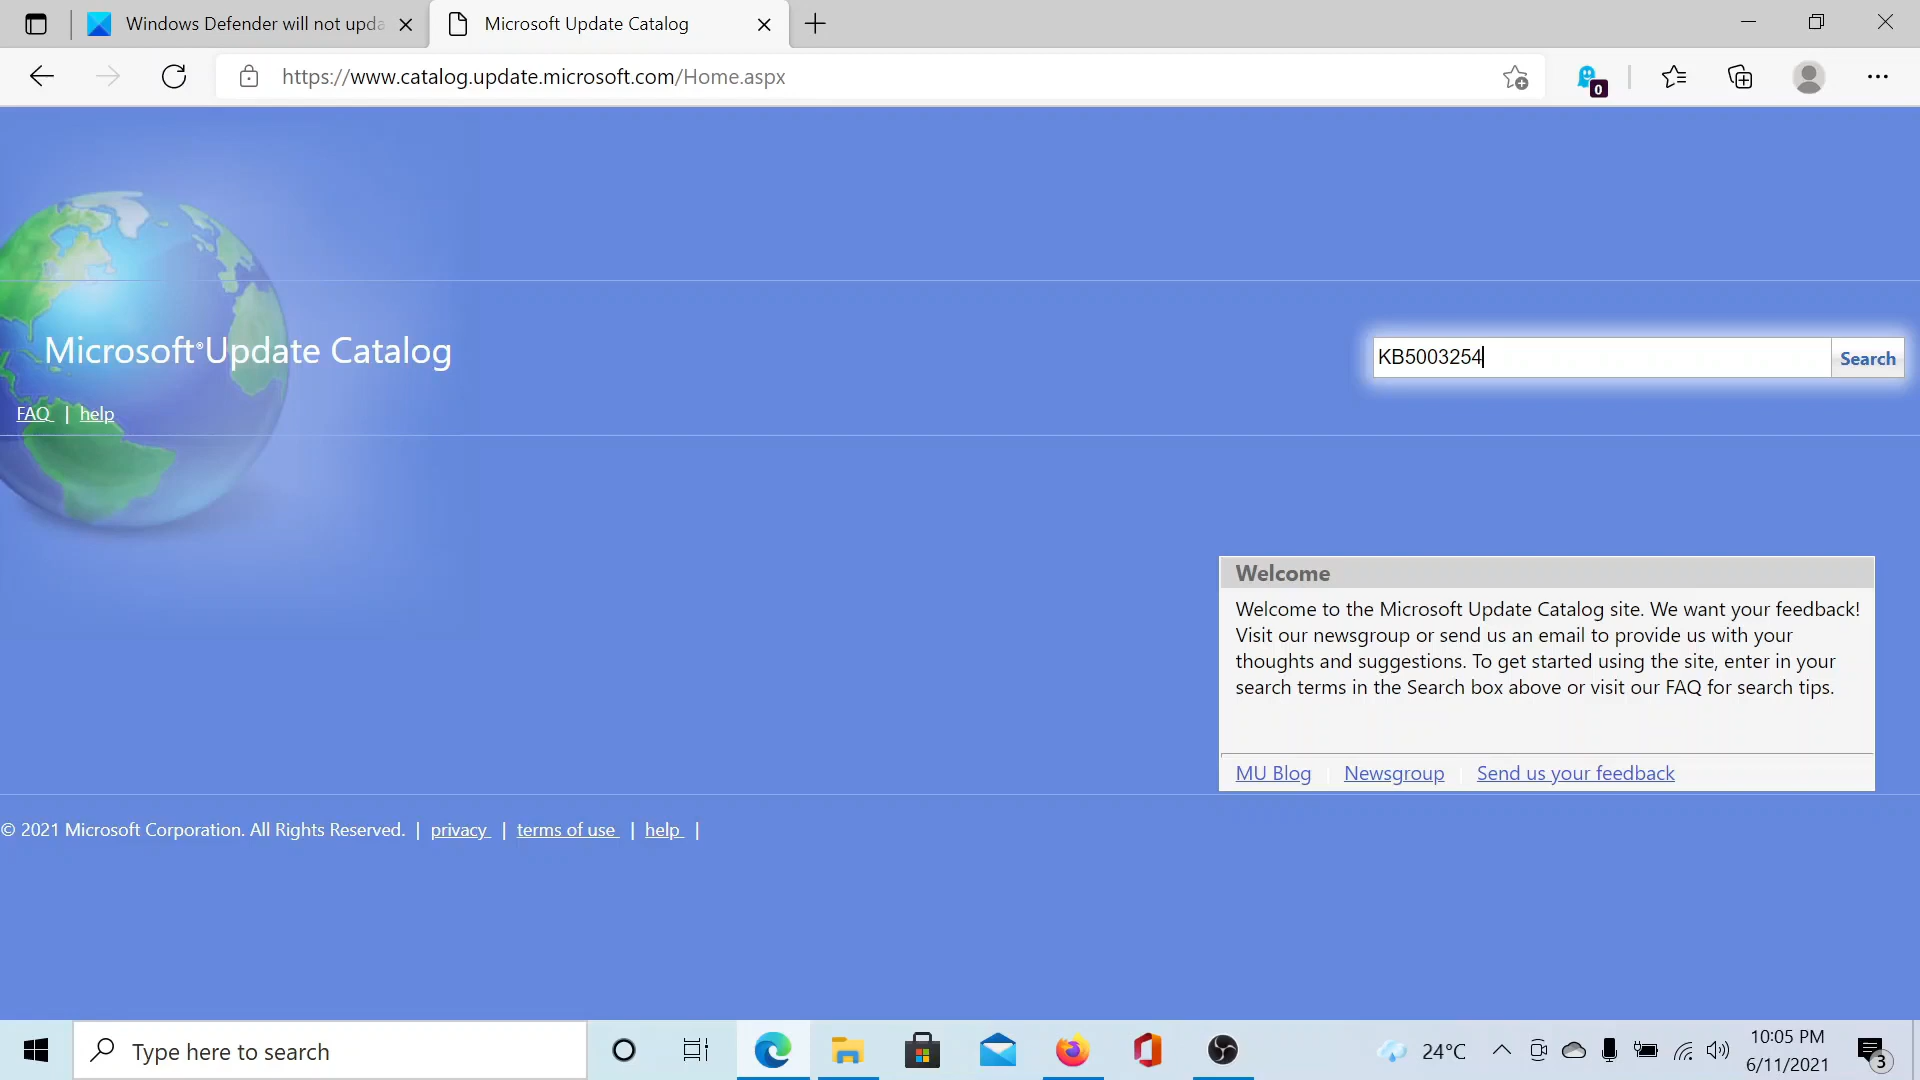 Windows Defender will not upda
Microsoft Update Catalog
https://www.catalog.update.microsoft.com/Home.aspx
0
Microsoft®Update Catalog
KB5003254
Search
FAQ | help
Welcome
Welcome to the Microsoft Update Catalog site. We want your feedback!
Visit our newsgroup or send us an email to provide us with your
thoughts and suggestions. To get started using the site, enter in your
search terms in the Search box above or visit our FAQ for search tips.
MU Blog | Newsgroup | Send us your feedback
© 2021 Microsoft Corporation. All Rights Reserved. | privacy | terms of use | help |
Type here to search
24°C
10:05 PM
6/11/2021
3